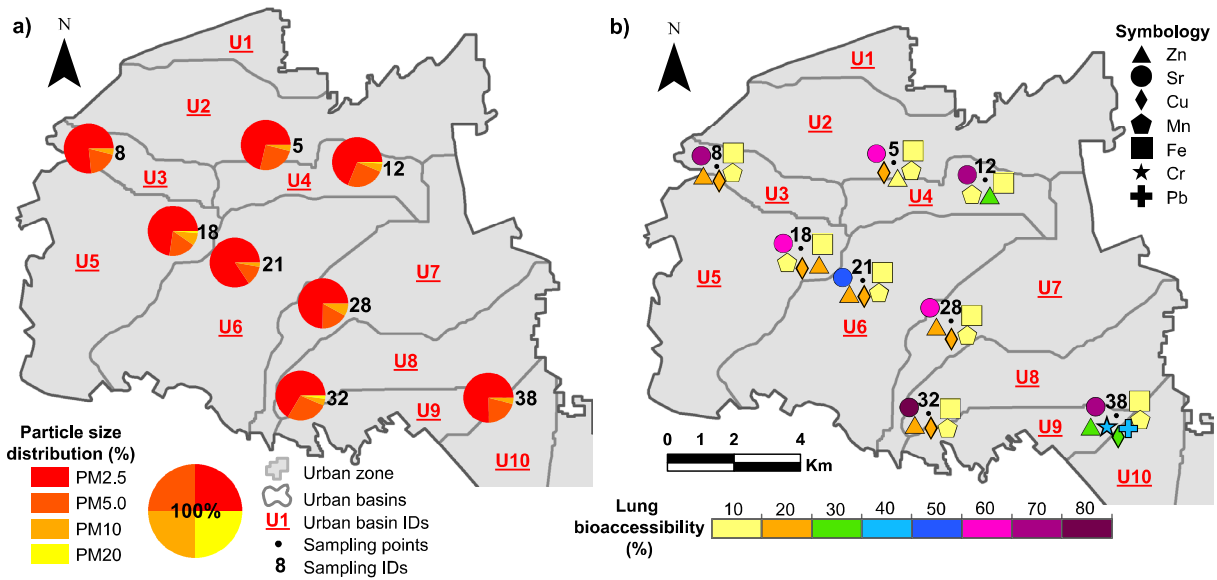 a)
N
U1
U2
8
5
12
U3
U4
18
21
U5
U7
28
U6
U8
32
38
U9
U10
Particle size
distribution (%)
PM2.5
PM5.0
PM10
PM20
100%
Urban zone
Urban basins
U1 Urban basin IDs
Sampling points
8 Sampling IDs
b)
N
Symbology
Zn
Sr
Cu
Mn
Fe
Cr
Pb
U1
U2
8
5
12
U3
U4
18
21
U5
U7
28
U6
U8
32
38
U9
U10
0 1 2 4
Km
Lung
bioaccessibility
(%)
10 20 30 40 50 60 70 80